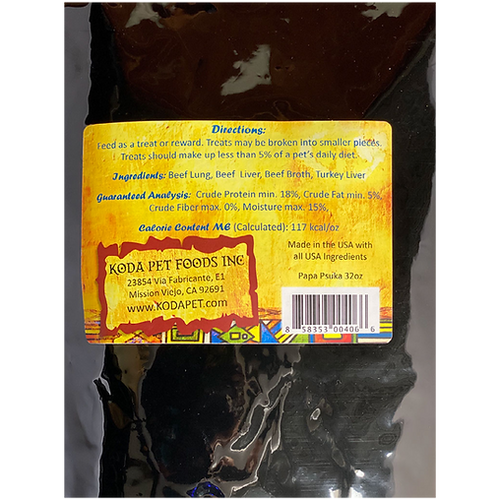 Directions:
Feed as a treat or reward. Treats may be broken into smaller pieces.
Treats should make up less than 5% of a pet's daily diet.
Ingredients: Beef Lung, Beef Liver, Beef Broth, Turkey Liver
Guaranteed Analysis: Crude Protein min. 18%, Crude Fat min. 5%,
Crude Fiber max. 0%, Moisture max. 15%,
Calorie Content ME (Calculated): 117 kcal/oz
KODA PET FOODS INC
23854 Via Fabricante, E1
Mission Viejo, CA 92691
www.KODAPET.com
Made in the USA with
all USA Ingredients
Papa Psuka 32oz
8 58353 00406 6